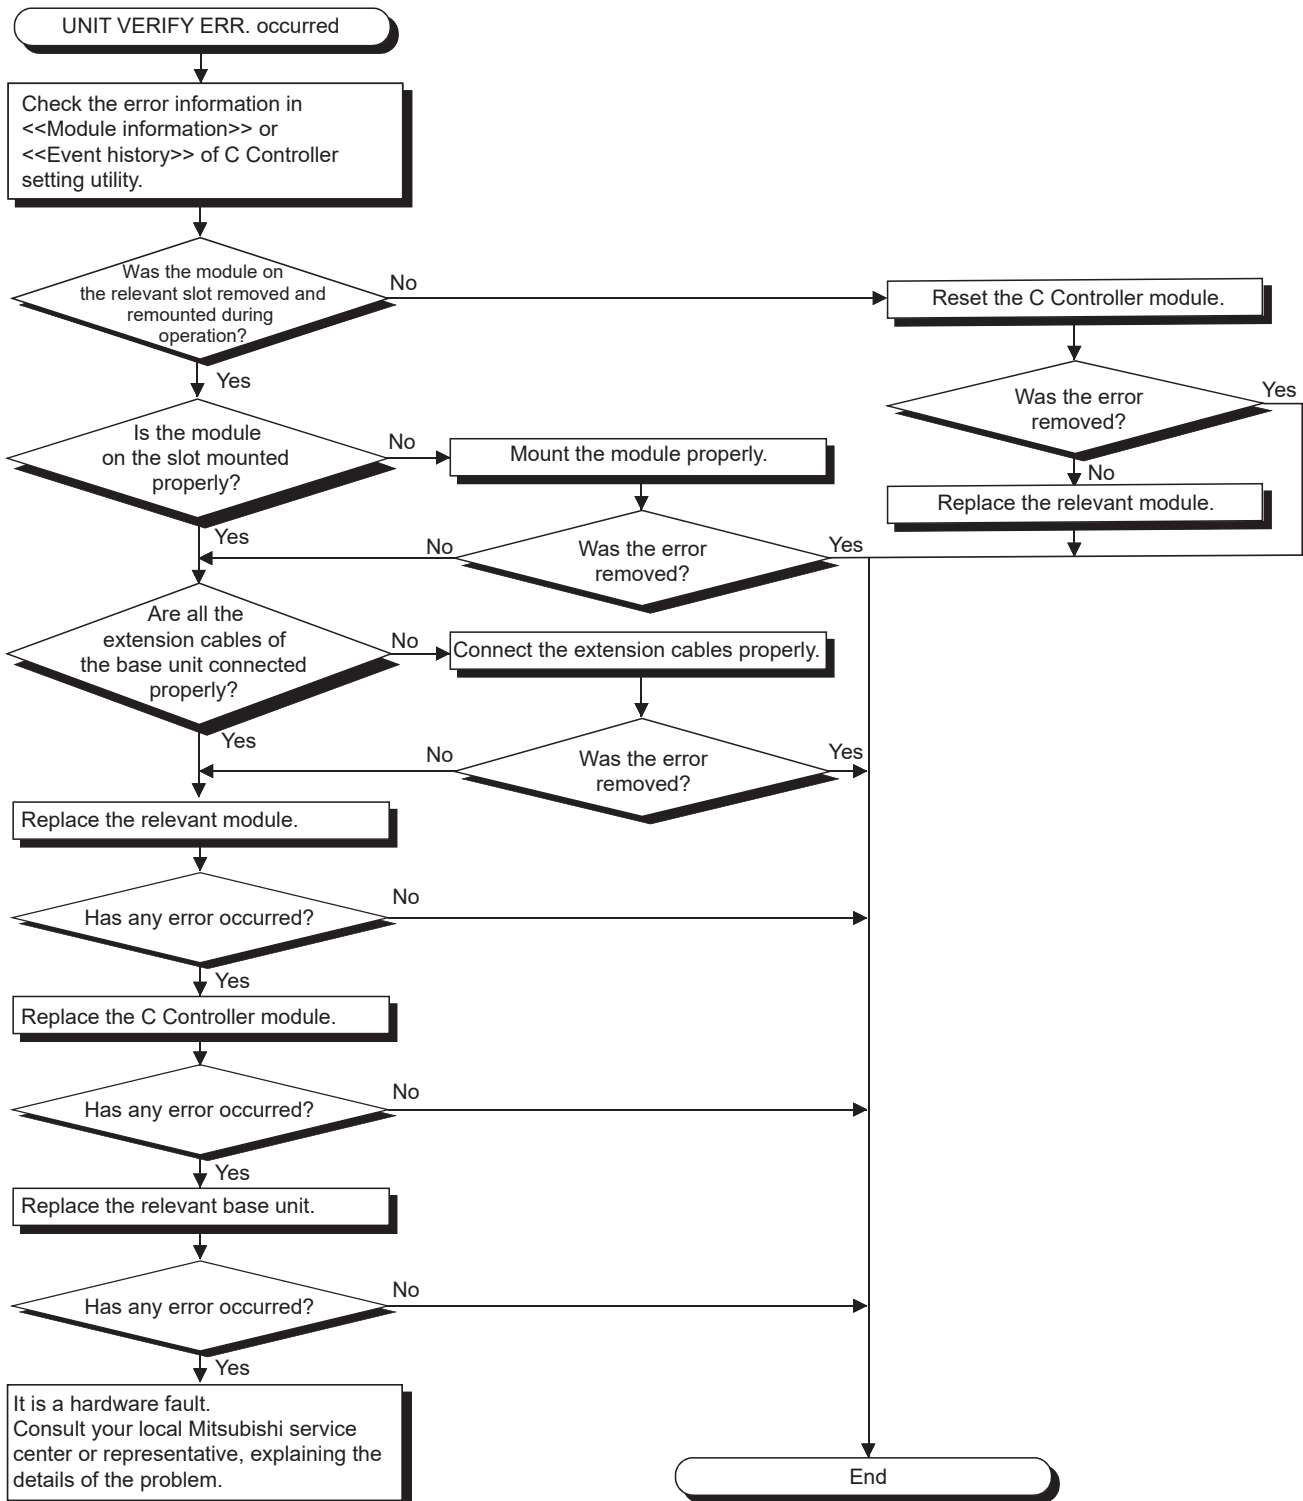 UNIT VERIFY ERR. occurred
Check the error information in
<<Module information>> or
<<Event history>> of C Controller
setting utility.
Was the module on
the relevant slot removed and
remounted during
operation?
No
Yes
Reset the C Controller module.
Was the error
removed?
Yes
No
Replace the relevant module.
Is the module
on the slot mounted
properly?
No
Yes
Mount the module properly.
Was the error
removed?
No
Yes
Are all the
extension cables of
the base unit connected
properly?
No
Yes
Connect the extension cables properly.
Was the error
removed?
No
Yes
Replace the relevant module.
Has any error occurred?
No
Yes
Replace the C Controller module.
Has any error occurred?
No
Yes
Replace the relevant base unit.
Has any error occurred?
No
Yes
It is a hardware fault.
Consult your local Mitsubishi service
center or representative, explaining the
details of the problem.
End